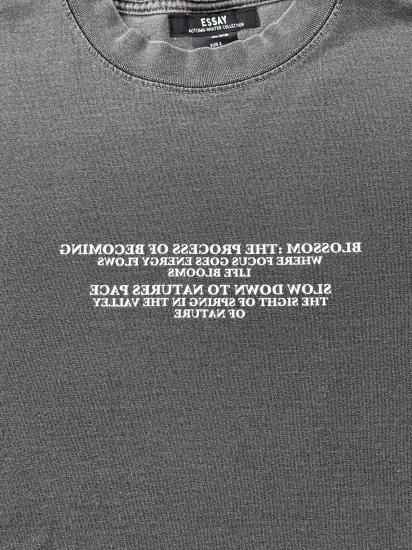 ESSAY
AUTUMN-WINTER COLLECTION
BLOSSOM : THE PROCESS OF BECOMING
WHERE FOCUS GOES ENERGY FLOWS
LIFE BLOOMS
SLOW DOWN TO NATURES PACE
THE SIGHT OF SPRING IN THE VALLEY
OF NATURE